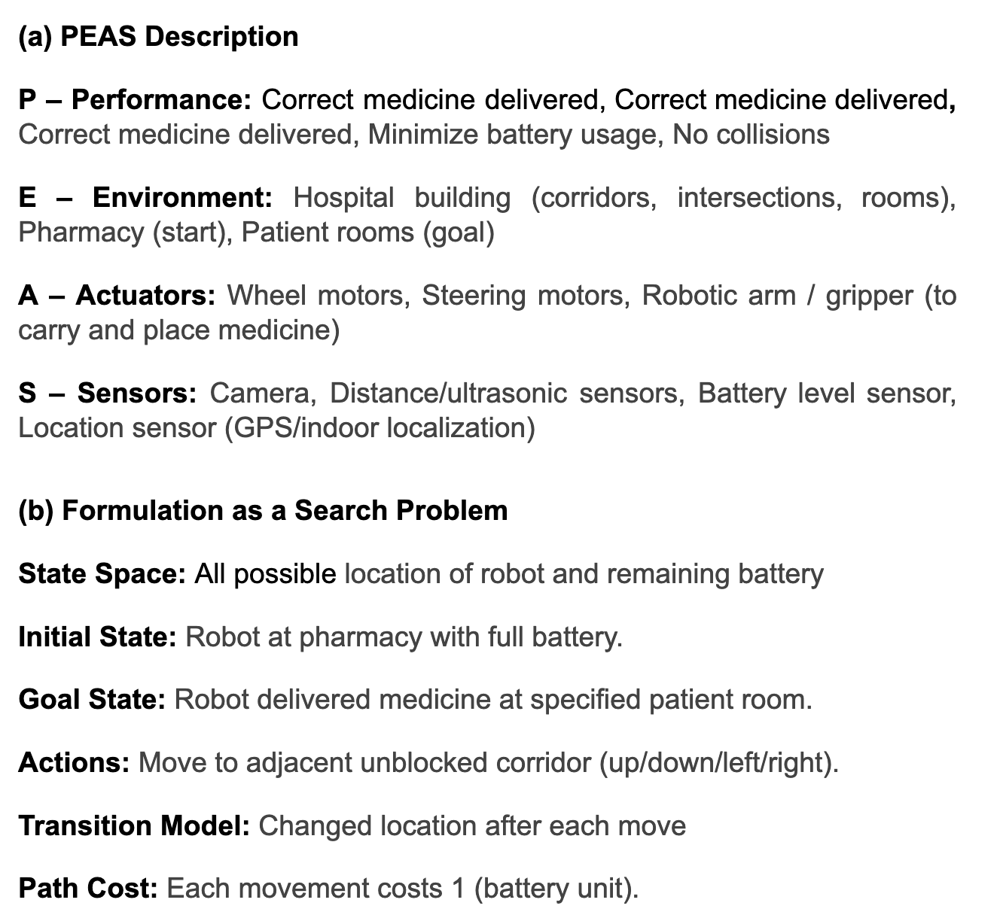 (a) PEAS Description
P – Performance: Correct medicine delivered, Correct medicine delivered,
Correct medicine delivered, Minimize battery usage, No collisions
E – Environment: Hospital building (corridors, intersections, rooms),
Pharmacy (start), Patient rooms (goal)
A – Actuators: Wheel motors, Steering motors, Robotic arm / gripper (to
carry and place medicine)
S – Sensors: Camera, Distance/ultrasonic sensors, Battery level sensor,
Location sensor (GPS/indoor localization)
(b) Formulation as a Search Problem
State Space: All possible location of robot and remaining battery
Initial State: Robot at pharmacy with full battery.
Goal State: Robot delivered medicine at specified patient room.
Actions: Move to adjacent unblocked corridor (up/down/left/right).
Transition Model: Changed location after each move
Path Cost: Each movement costs 1 (battery unit).